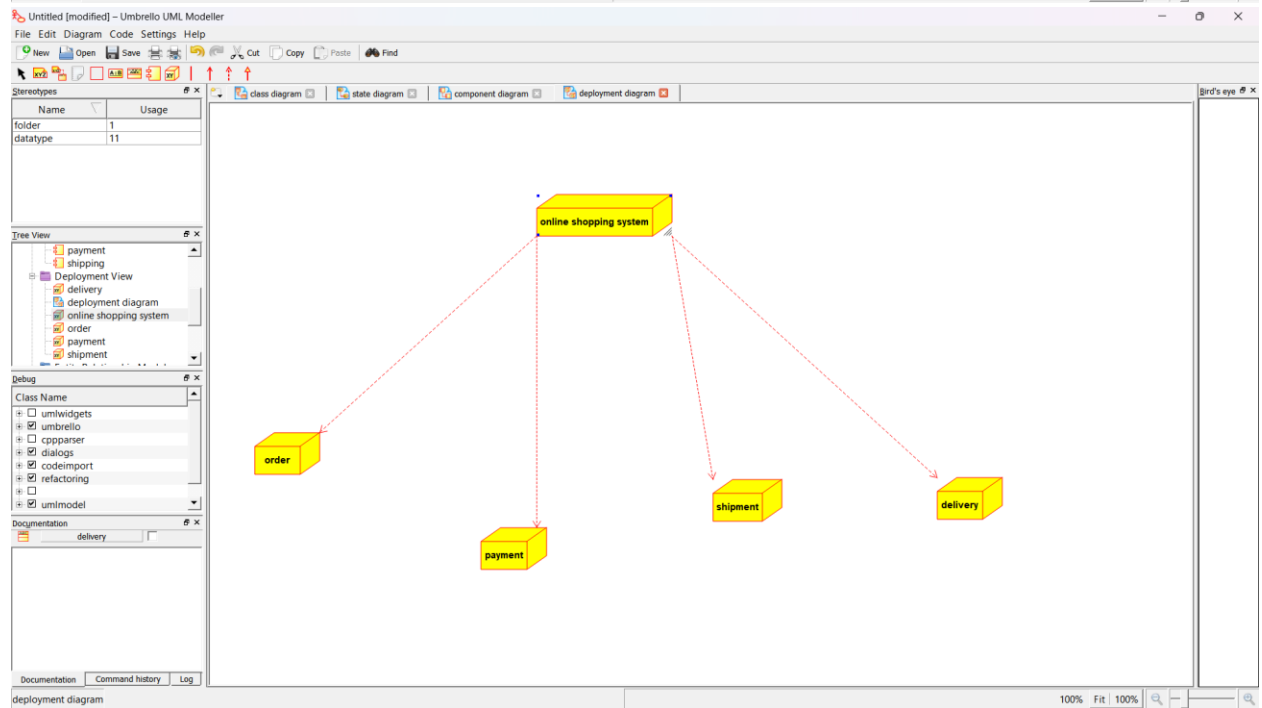 Untitled [modified] – Umbrello UML Modeller
File Edit Diagram Code Settings Help
New Open Save Cut Copy Paste Find
Stereotypes
Name Usage
folder 1
datatype 11
Tree View
payment
shipping
Deployment View
delivery
deployment diagram
online shopping system
order
payment
shipment
Debug
Class Name
umlwidgets
umbrello
cppparser
dialogs
codeimport
refactoring
umlmodel
Documentation
delivery
Documentation Command history Log
deployment diagram
class diagram state diagram component diagram deployment diagram
online shopping system
order
shipment
delivery
payment
Bird's eye
100% Fit 100%